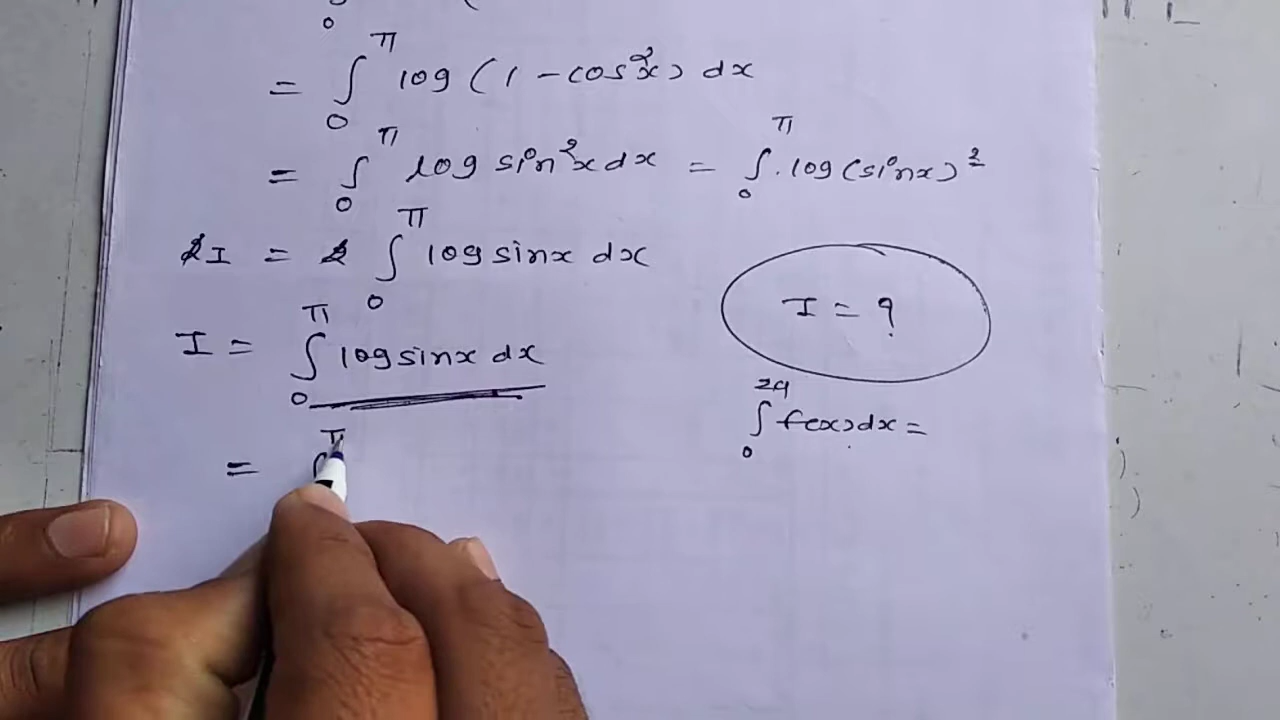 0
π
= ∫ log (1 - cos²x) dx
0
π π
= ∫ log sin²x dx = ∫ . log (sinx)²
0 0
π
2I = 2 ∫ log sinx dx
0
I = ?
π
I = ∫ log sinx dx
0
2a
∫ f(x) dx =
0
π
=